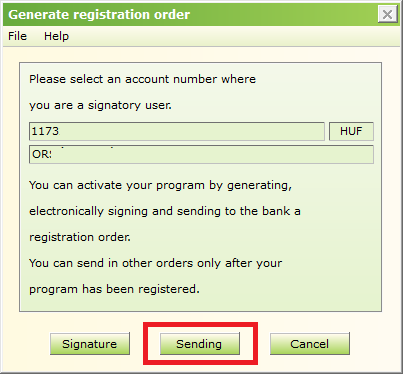 Generate registration order
File Help
Please select an account number where
you are a signatory user.
1173 HUF
You can activate your program by generating,
electronically signing and sending to the bank a
registration order.
You can send in other orders only after your
program has been registered.
Signature Sending Cancel